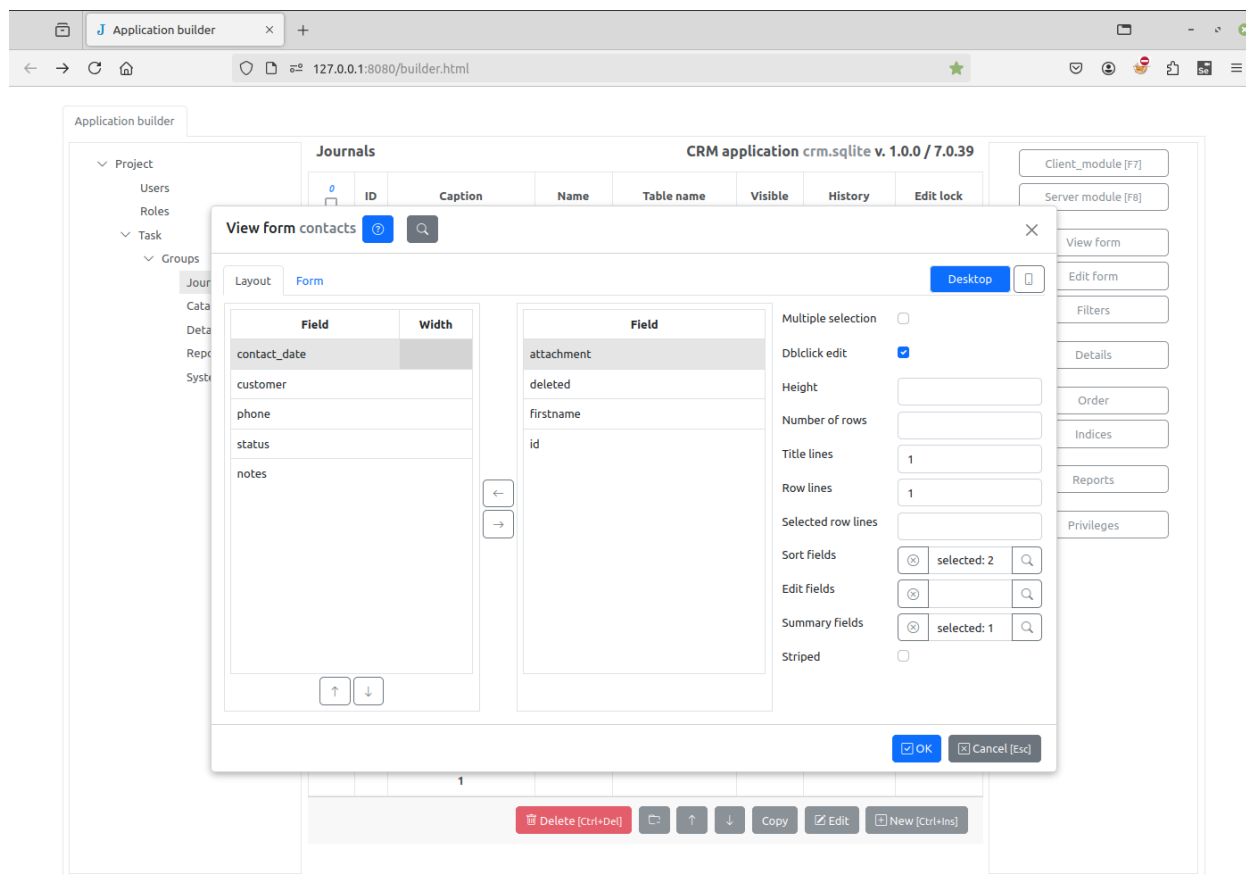 Application builder
127.0.0.1:8080/builder.html
Application builder
Project
Users
Roles
Task
Groups
Jour
Cata
Deta
Repo
Syste
Journals
CRM application crm.sqlite v. 1.0.0 / 7.0.39
0 ID Caption Name Table name Visible History Edit lock
Client_module [F7]
Server module [F8]
View form
Edit form
Filters
Details
Order
Indices
Reports
Privileges
View form contacts
Layout Form
Desktop
Field Width
contact_date
customer
phone
status
notes
Field
attachment
deleted
firstname
id
Multiple selection
Dblclick edit
Height
Number of rows
Title lines 1
Row lines 1
Selected row lines
Sort fields selected: 2
Edit fields
Summary fields selected: 1
Striped
OK Cancel [Esc]
1
Delete [Ctrl+Del] Copy Edit New [Ctrl+Ins]